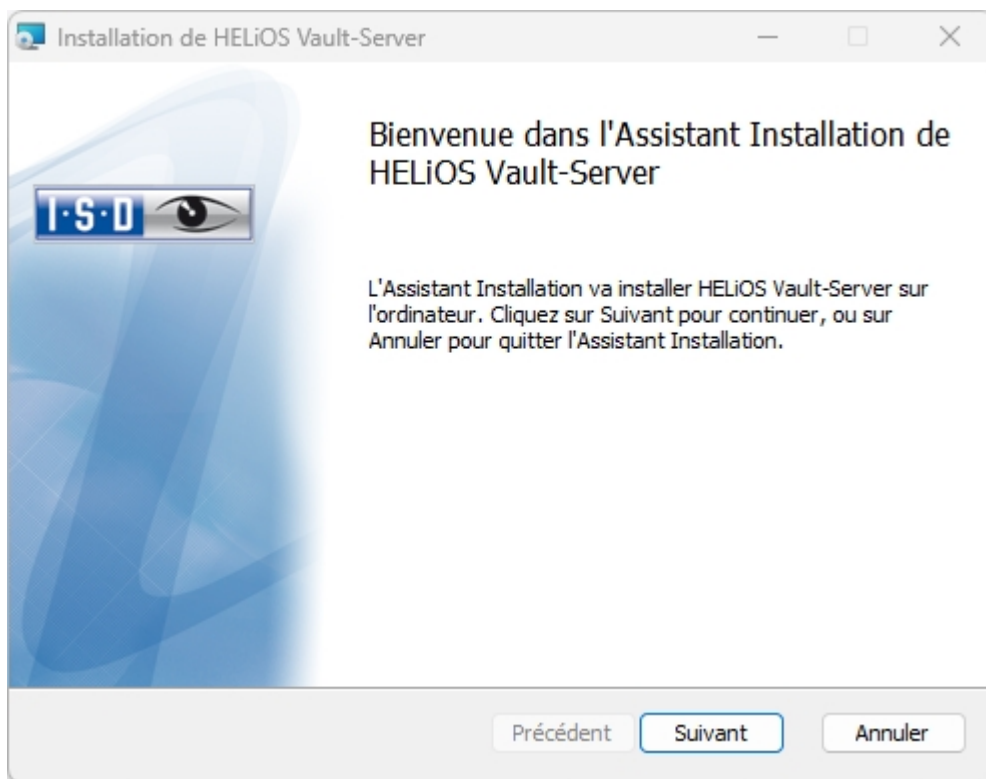 Installation de HELiOS Vault-Server
Bienvenue dans l'Assistant Installation de
HELiOS Vault-Server
I·S·D
L'Assistant Installation va installer HELiOS Vault-Server sur
l'ordinateur. Cliquez sur Suivant pour continuer, ou sur
Annuler pour quitter l'Assistant Installation.
Précédent
Suivant
Annuler